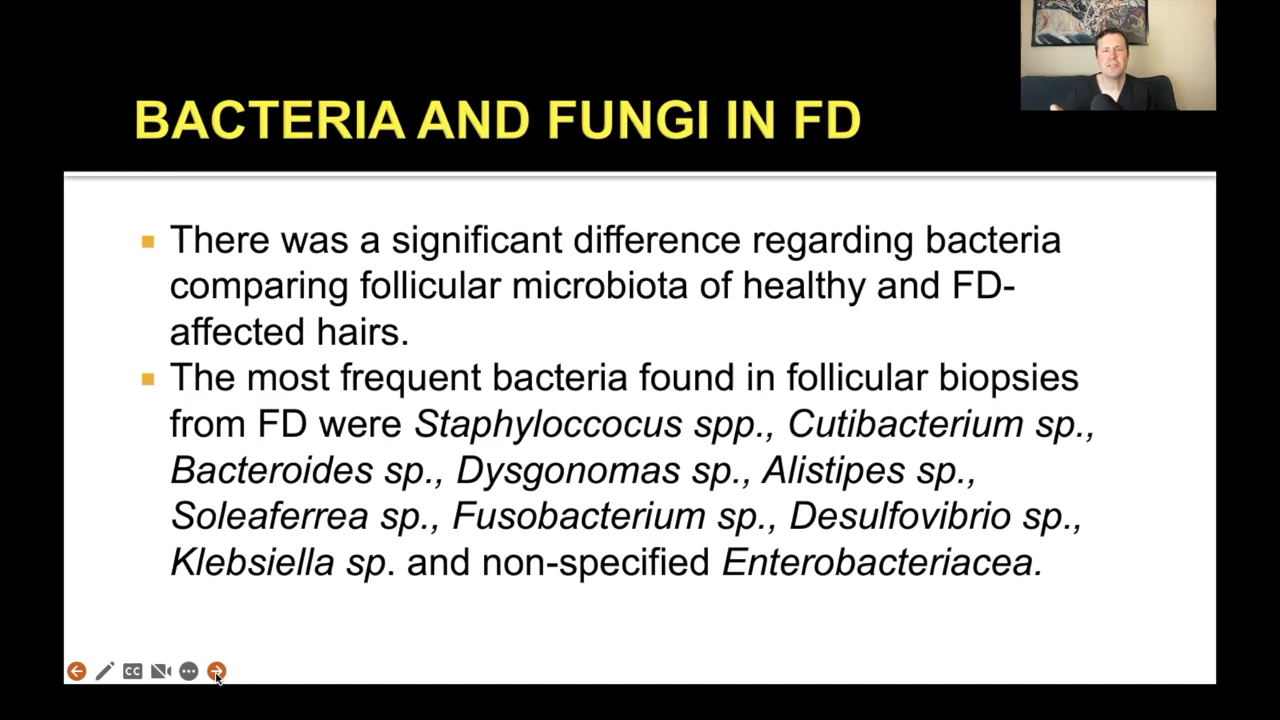 BACTERIA AND FUNGI IN FD
There was a significant difference regarding bacteria
comparing follicular microbiota of healthy and FD-
affected hairs.
The most frequent bacteria found in follicular biopsies
from FD were Staphyloccocus spp., Cutibacterium sp.,
Bacteroides sp., Dysgonomas sp., Alistipes sp.,
Soleaferrea sp., Fusobacterium sp., Desulfovibrio sp.,
Klebsiella sp. and non-specified Enterobacteriacea.
CC